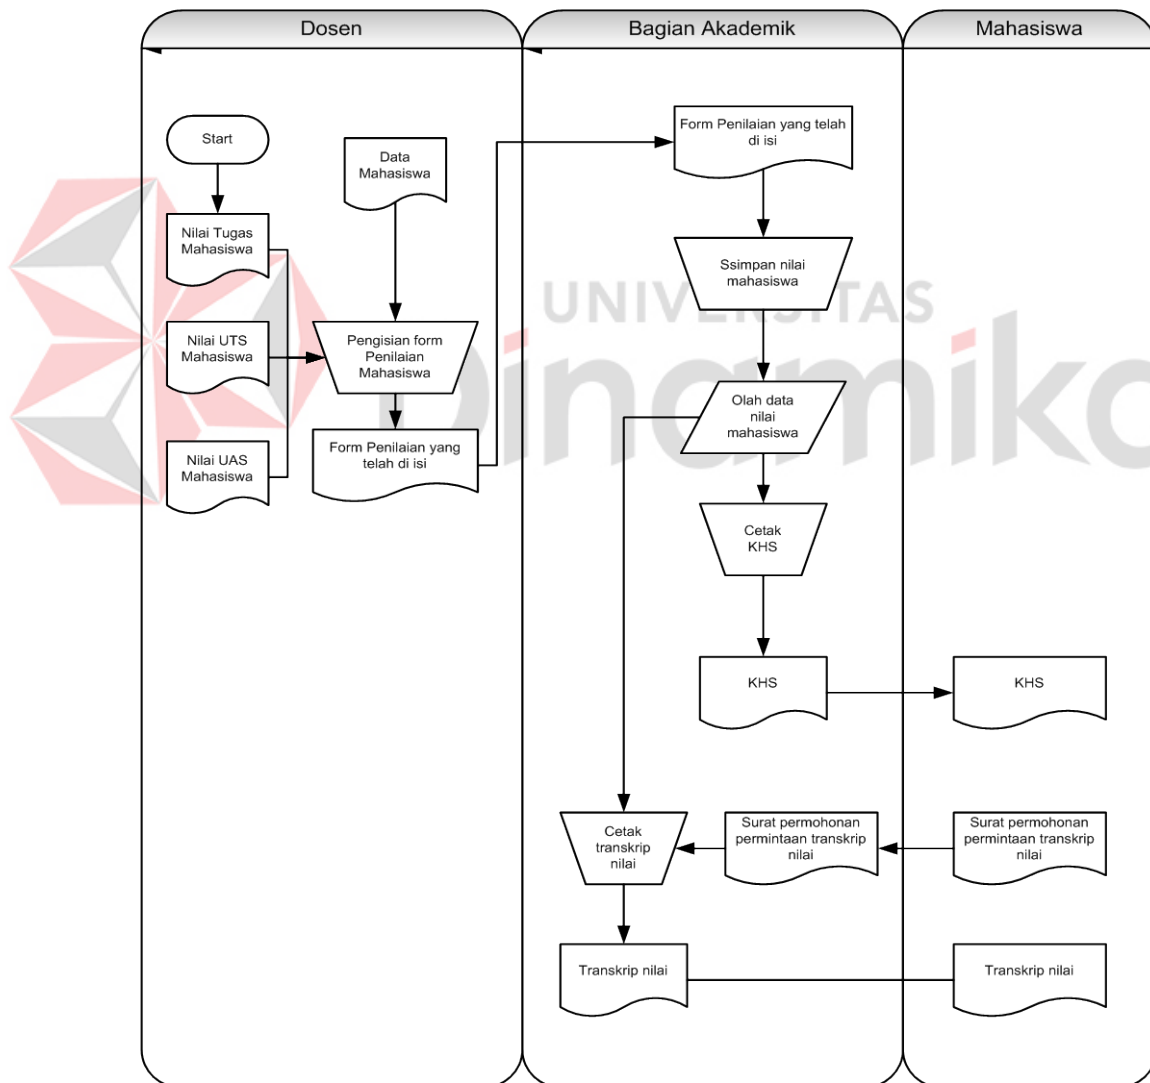 Dosen
Bagian Akademik
Mahasiswa
Start
Data
Mahasiswa
Nilai Tugas
Mahasiswa
Nilai UTS
Mahasiswa
Pengisian form
Penilaian
Mahasiswa
Nilai UAS
Mahasiswa
Form Penilaian yang
telah di isi
Form Penilaian yang telah
di isi
Ssimpan nilai
mahasiswa
UNIVERSITAS
Dinamika
Olah data
nilai
mahasiswa
Cetak
KHS
KHS
KHS
Cetak
transkrip
nilai
Surat permohonan
permintaan transkrip
nilai
Surat permohonan
permintaan transkrip
nilai
Transkrip nilai
Transkrip nilai